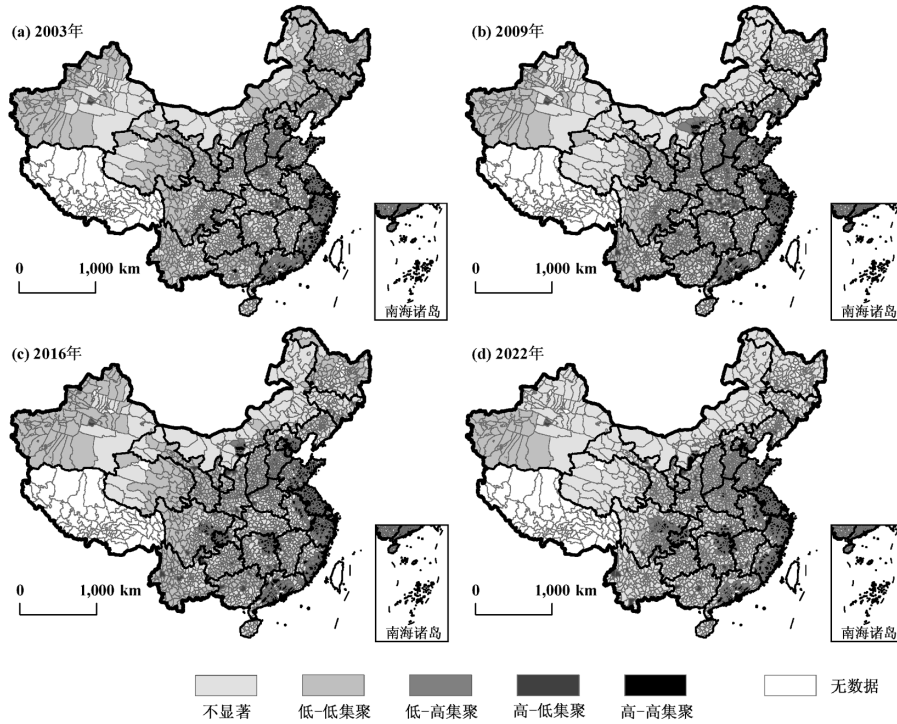 (a) 2003年
(b) 2009年
0 1,000 km
南海诸岛
0 1,000 km
南海诸岛
(c) 2016年
(d) 2022年
0 1,000 km
南海诸岛
0 1,000 km
南海诸岛
不显著
低-低集聚
低-高集聚
高-低集聚
高-高集聚
无数据